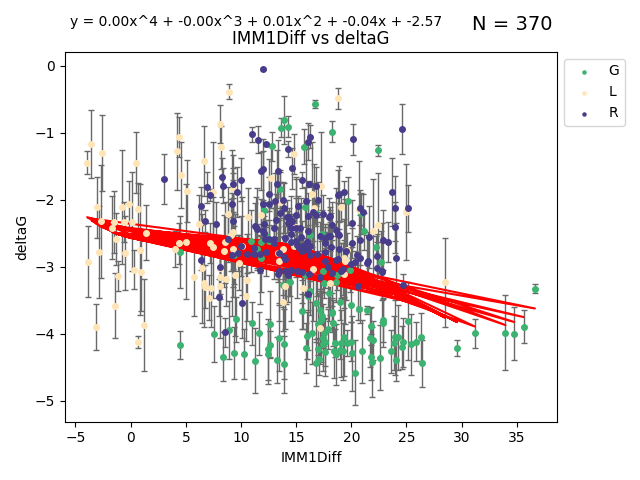 y = 0.00x^4 + -0.00x^3 + 0.01x^2 + -0.04x + -2.57
N = 370
IMM1Diff vs deltaG
G
L
R
0
−1
−2
−3
−4
−5
deltaG
−5 0 5 10 15 20 25 30 35
IMM1Diff